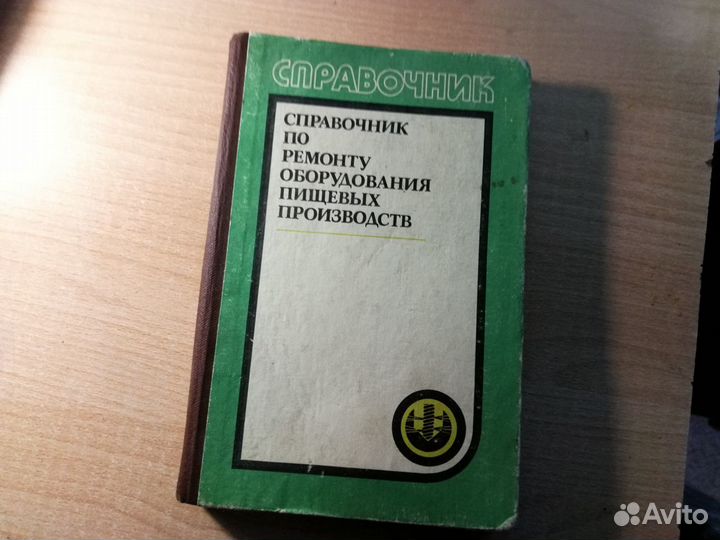 СПРАВОЧНИК
СПРАВОЧНИК
ПО
РЕМОНТУ
ОБОРУДОВАНИЯ
ПИЩЕВЫХ
ПРОИЗВОДСТВ
Avito